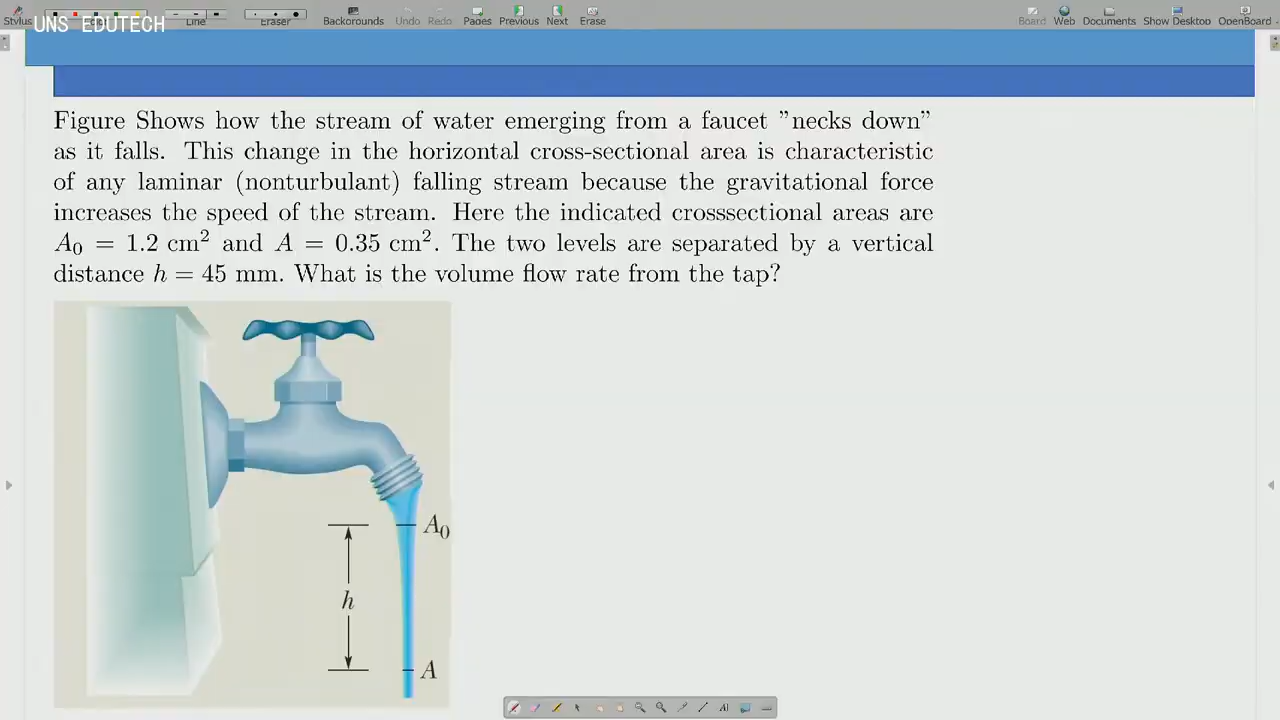 Stylus
UNS EDUTECH
Line
Eraser
Backgrounds
Undo
Redo
Pages
Previous
Next
Erase
Board
Web
Documents
Show Desktop
OpenBoard
Figure Shows how the stream of water emerging from a faucet ”necks down”
as it falls. This change in the horizontal cross-sectional area is characteristic
of any laminar (nonturbulant) falling stream because the gravitational force
increases the speed of the stream. Here the indicated crosssectional areas are
A₀ = 1.2 cm² and A = 0.35 cm². The two levels are separated by a vertical
distance h = 45 mm. What is the volume flow rate from the tap?
A₀
h
A